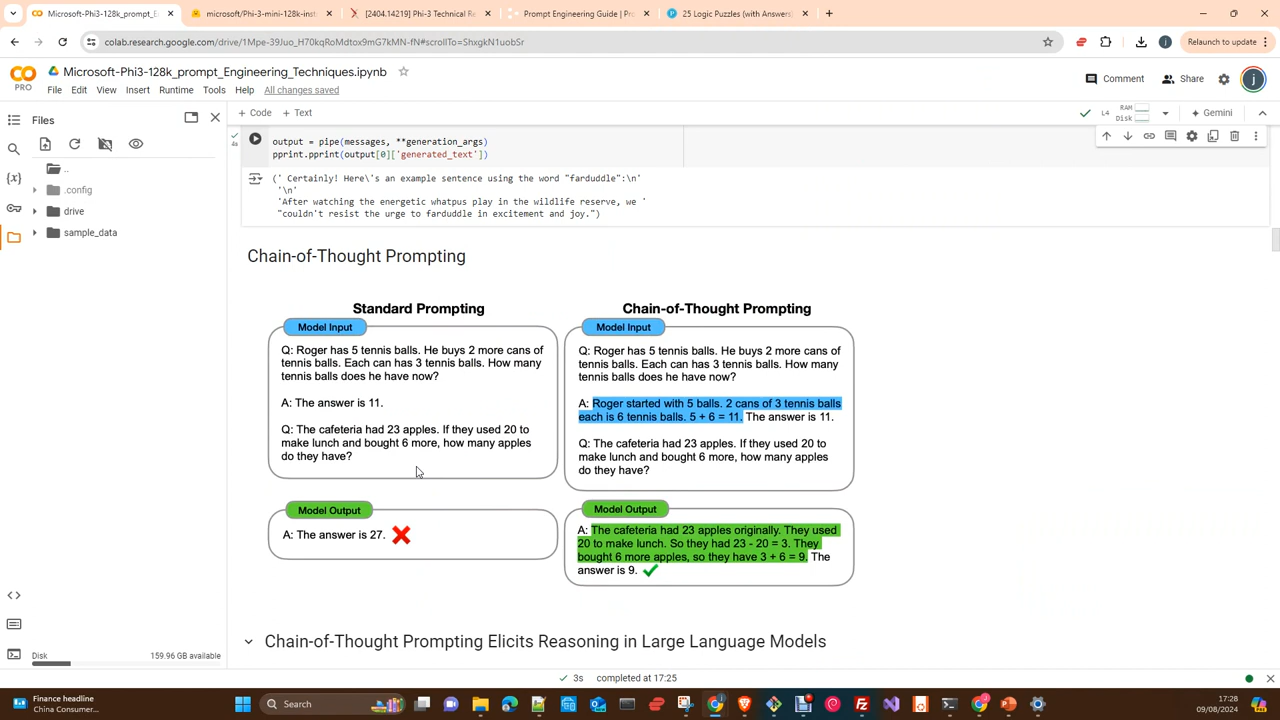 Microsoft-Phi-3-128k_prompt_E
microsoft/Phi-3-mini-128k-inst
[2404.14219] Phi-3 Technical Re
Prompt Engineering Guide | Pro
25 Logic Puzzles (with Answers)
colab.research.google.com/drive/1Mpe-39Juo_H70kqRoMdtox9mG7kMN-fN#scrollTo=ShxgkN1uobSr
Relaunch to update
PRO
Microsoft-Phi3-128k_prompt_Engineering_Techniques.ipynb
Comment
Share
j
File Edit View Insert Runtime Tools Help All changes saved
Files
+ Code + Text
L4
RAM
Disk
Gemini
..
.config
drive
sample_data
4s
output = pipe(messages, **generation_args)
pprint.pprint(output[0]['generated_text'])
(' Certainly! Here\'s an example sentence using the word "farduddle":\n'
'\n'
'After watching the energetic whatpus play in the wildlife reserve, we '
"couldn't resist the urge to farduddle in excitement and joy.")
Chain-of-Thought Prompting
Standard Prompting
Model Input
Q: Roger has 5 tennis balls. He buys 2 more cans of
tennis balls. Each can has 3 tennis balls. How many
tennis balls does he have now?
A: The answer is 11.
Q: The cafeteria had 23 apples. If they used 20 to
make lunch and bought 6 more, how many apples
do they have?
Model Output
A: The answer is 27.
Chain-of-Thought Prompting
Model Input
Q: Roger has 5 tennis balls. He buys 2 more cans of
tennis balls. Each can has 3 tennis balls. How many
tennis balls does he have now?
A: Roger started with 5 balls. 2 cans of 3 tennis balls
each is 6 tennis balls. 5 + 6 = 11. The answer is 11.
Q: The cafeteria had 23 apples. If they used 20 to
make lunch and bought 6 more, how many apples
do they have?
Model Output
A: The cafeteria had 23 apples originally. They used
20 to make lunch. So they had 23 - 20 = 3. They
bought 6 more apples, so they have 3 + 6 = 9. The
answer is 9.
Chain-of-Thought Prompting Elicits Reasoning in Large Language Models
Disk
159.96 GB available
3s completed at 17:25
Finance headline
China Consumer...
Search
17:28
09/08/2024